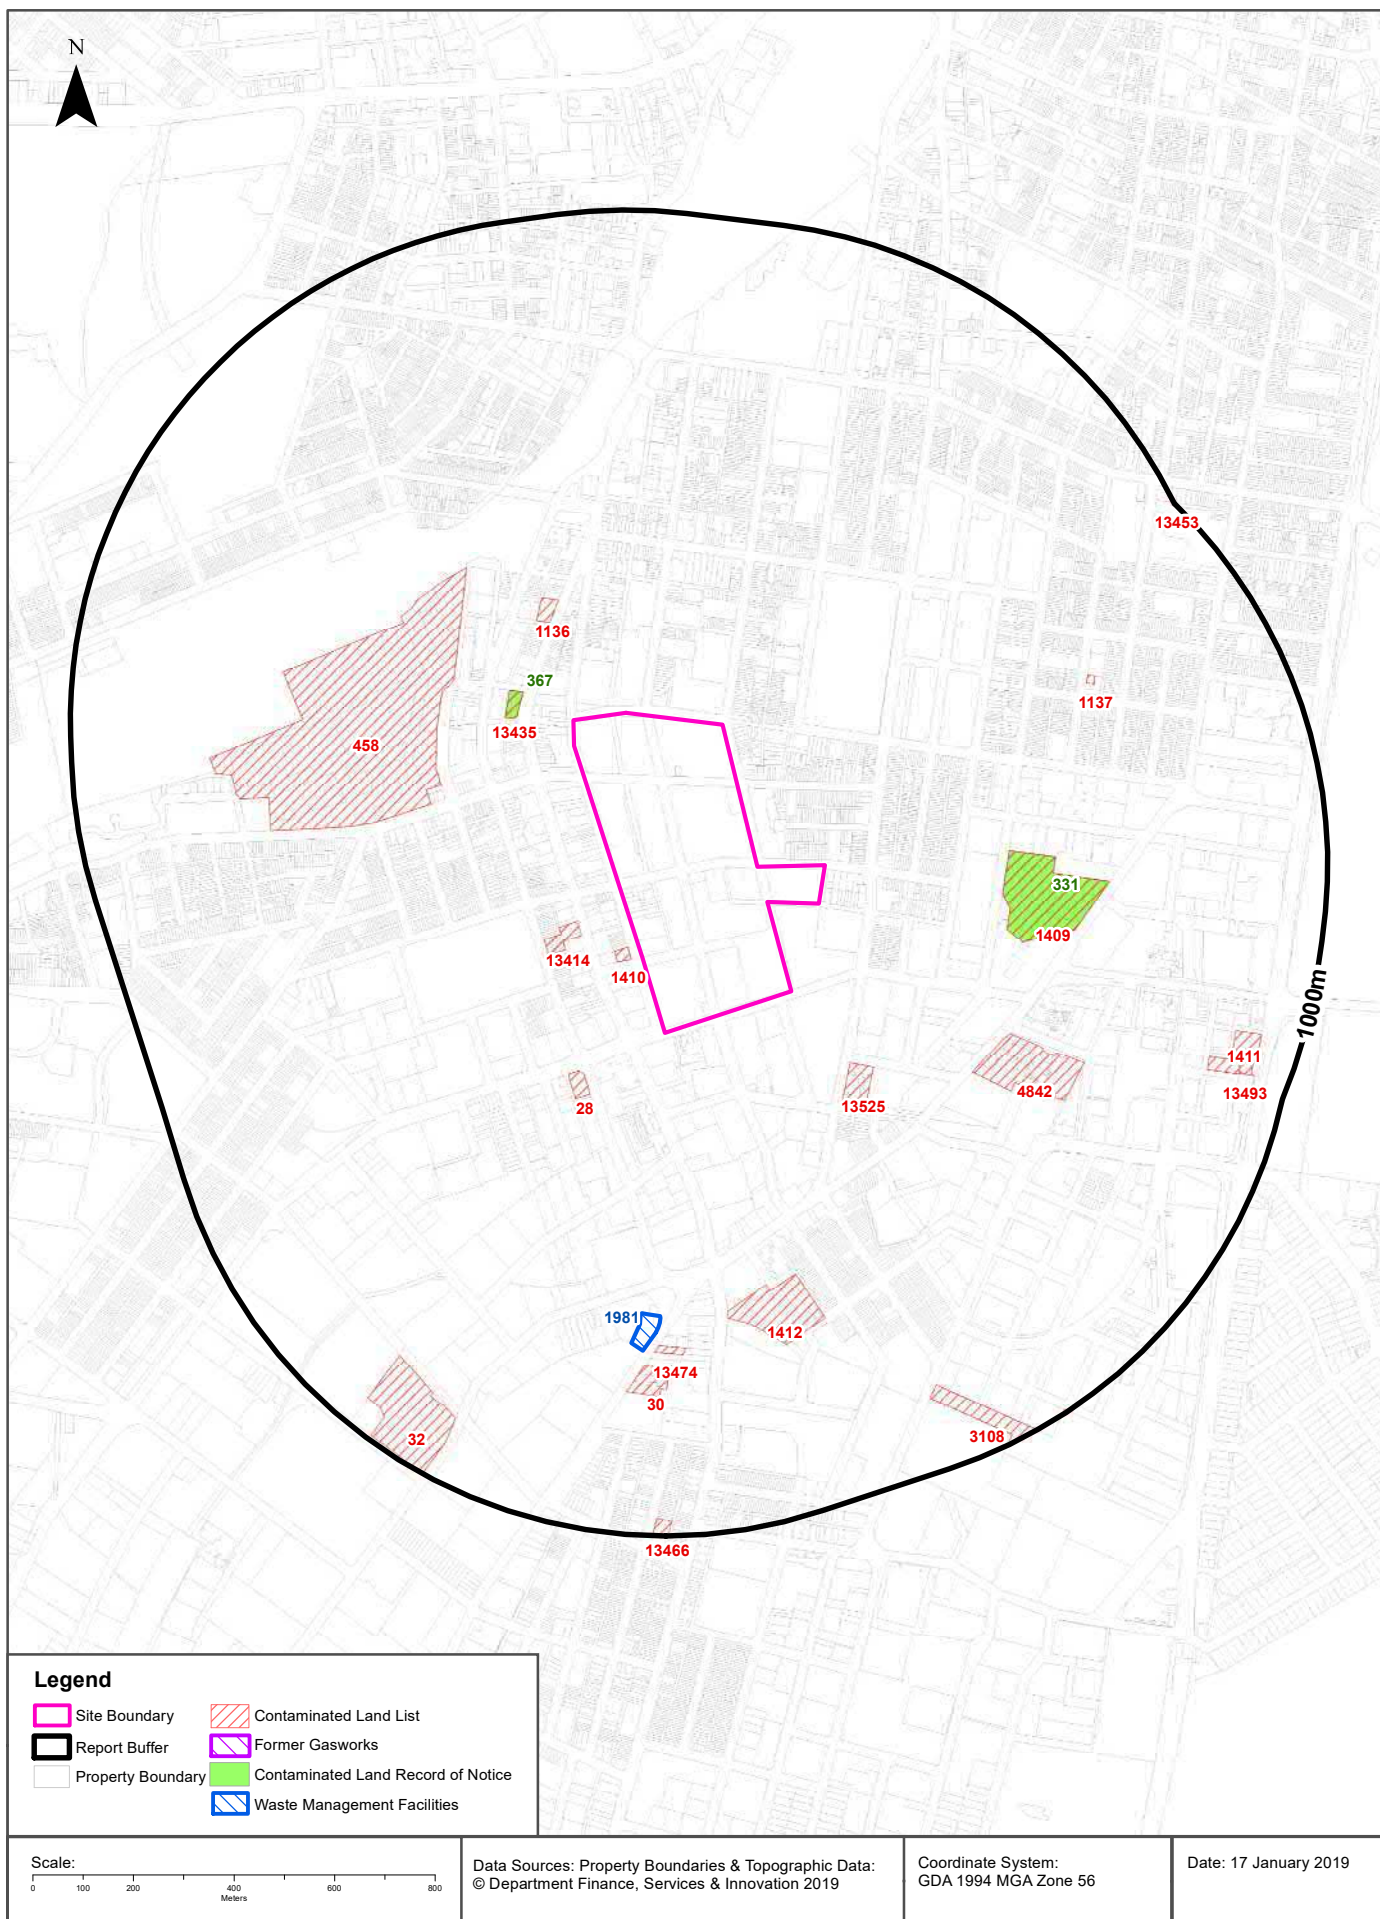 N
13453
1136
367
13435
458
1137
331
1409
13414
1410
1000m
1411
13493
4842
13525
28
1981
1412
13474
30
32
3108
13466
Legend
Site Boundary
Contaminated Land List
Report Buffer
Former Gasworks
Property Boundary
Contaminated Land Record of Notice
Waste Management Facilities
Scale:
0 100 200 400 600 800
Meters
Data Sources: Property Boundaries & Topographic Data:
© Department Finance, Services & Innovation 2019
Coordinate System:
GDA 1994 MGA Zone 56
Date: 17 January 2019